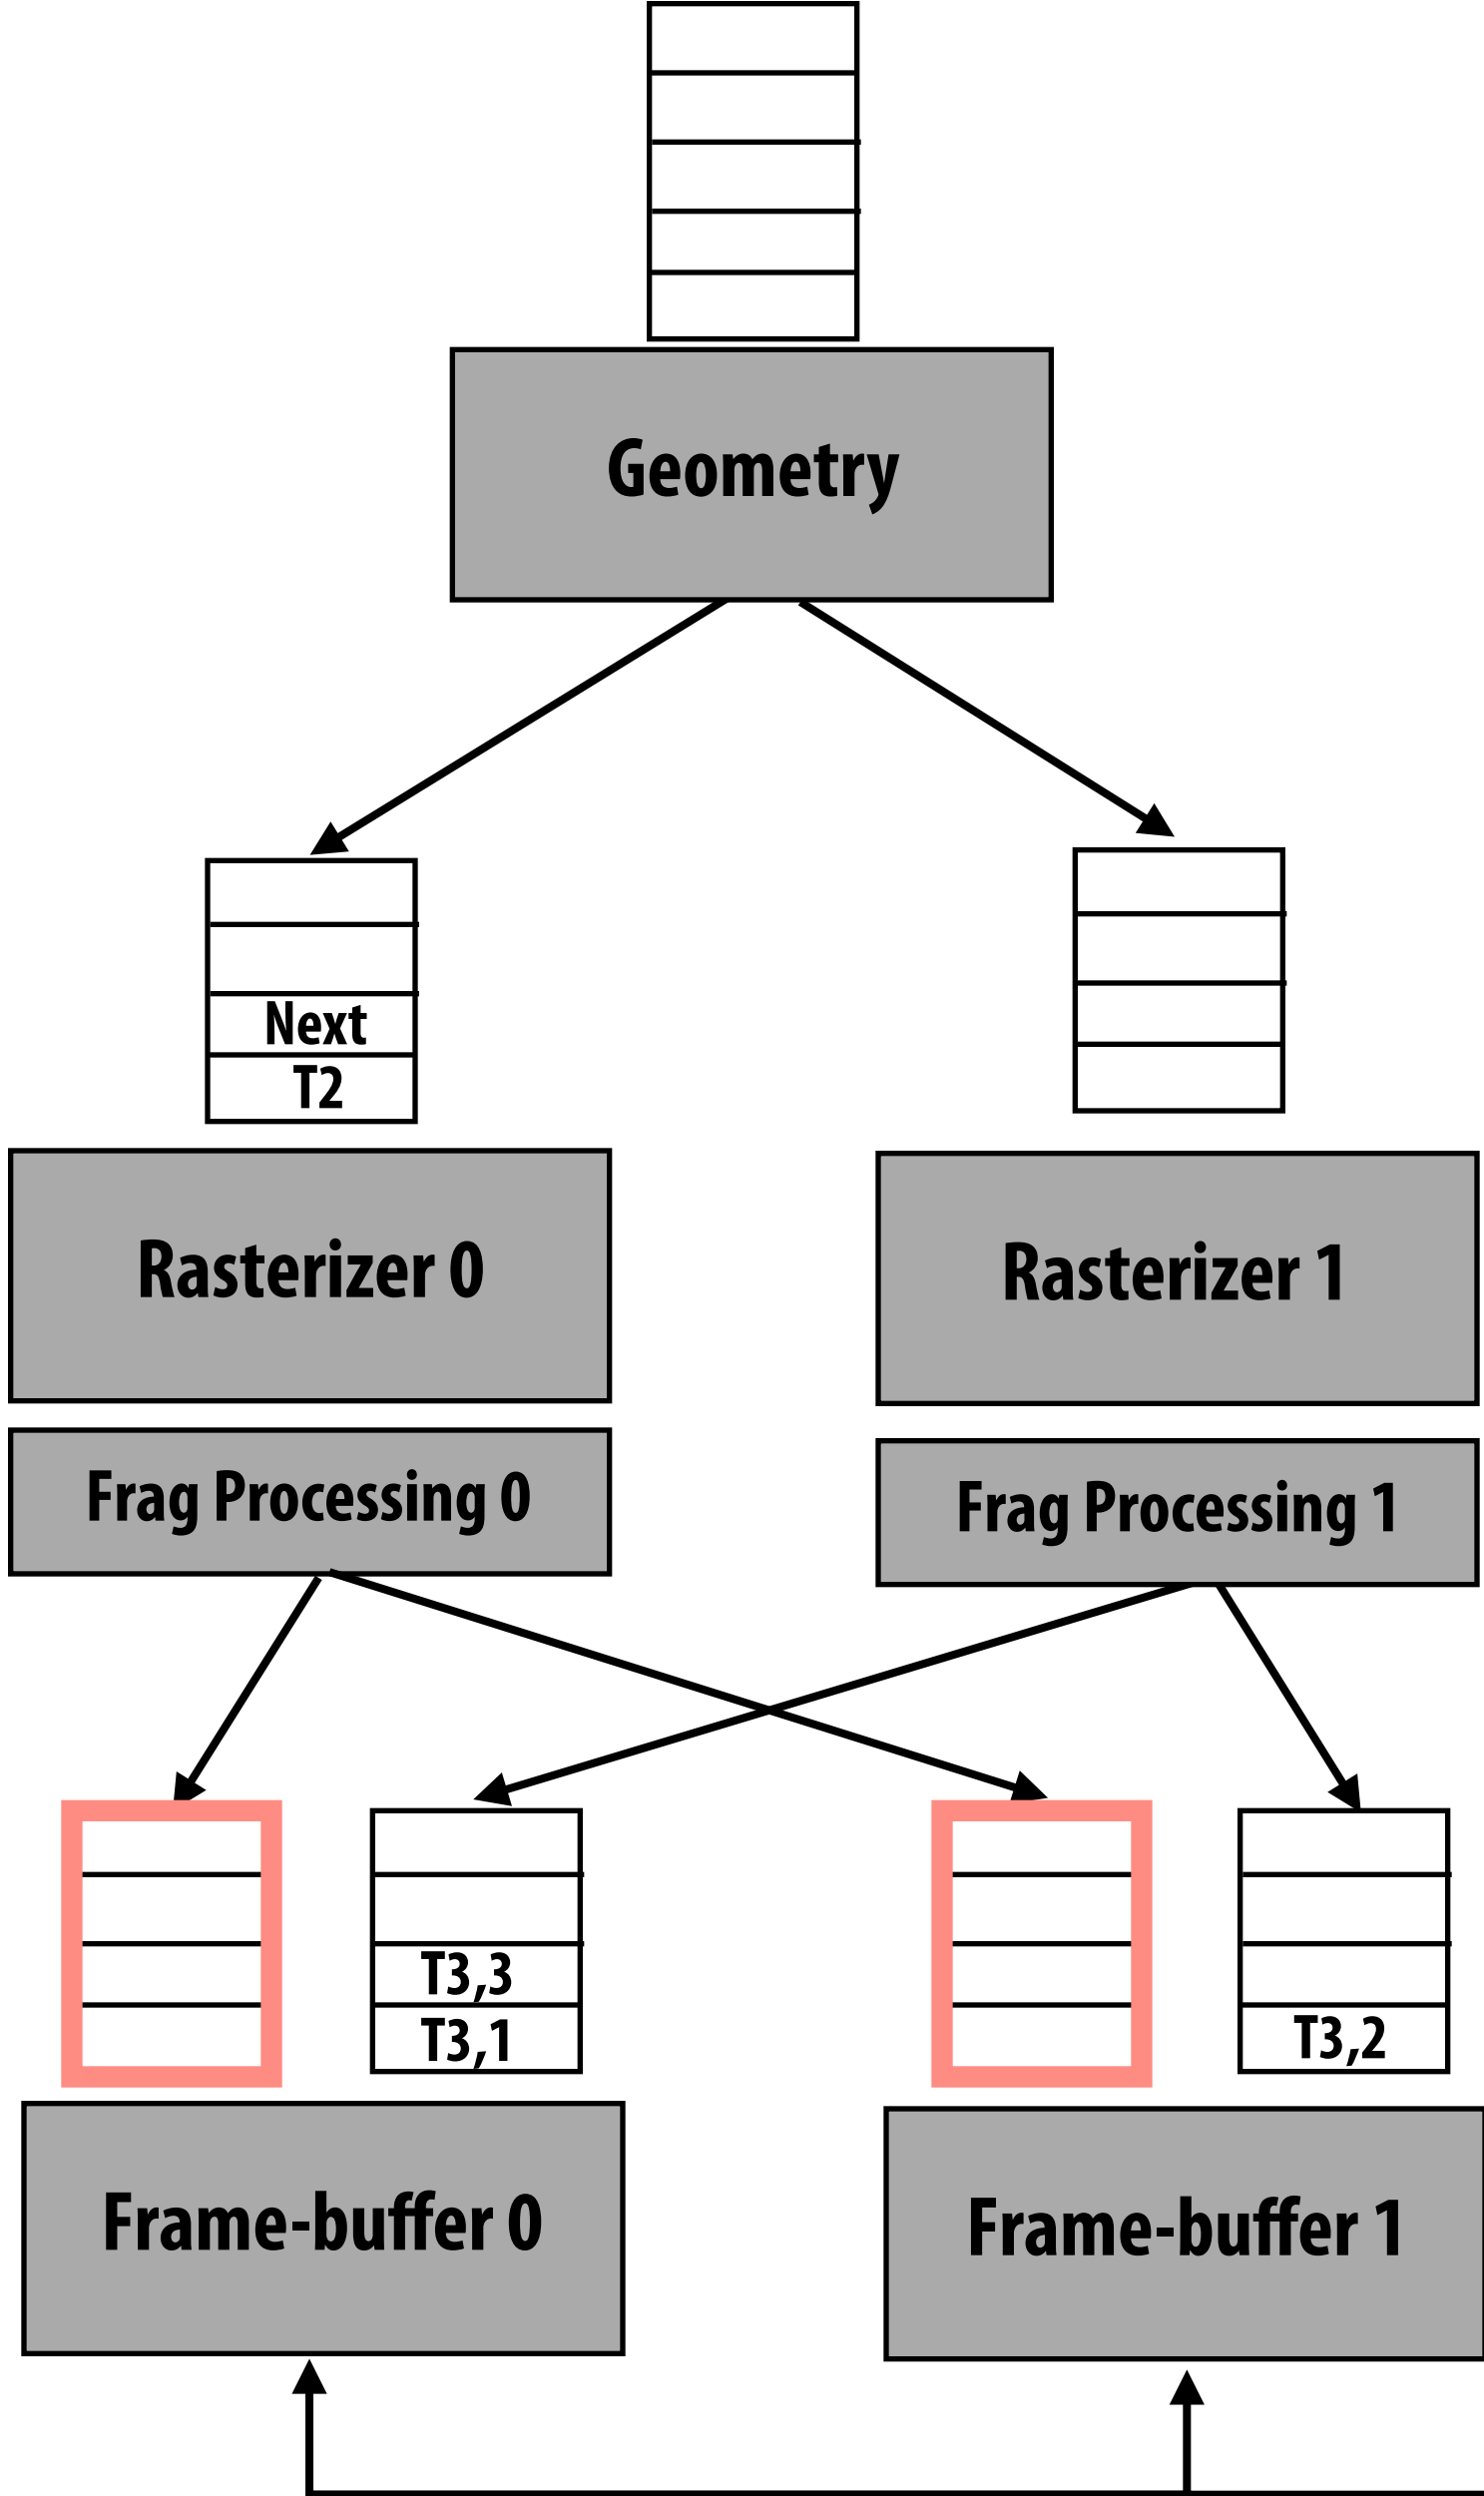 Geometry
Next
T2
Rasterizer 0
Rasterizer 1
Frag Processing 0
Frag Processing 1
T3,3
T3,1
T3,2
Frame-buffer 0
Frame-buffer 1